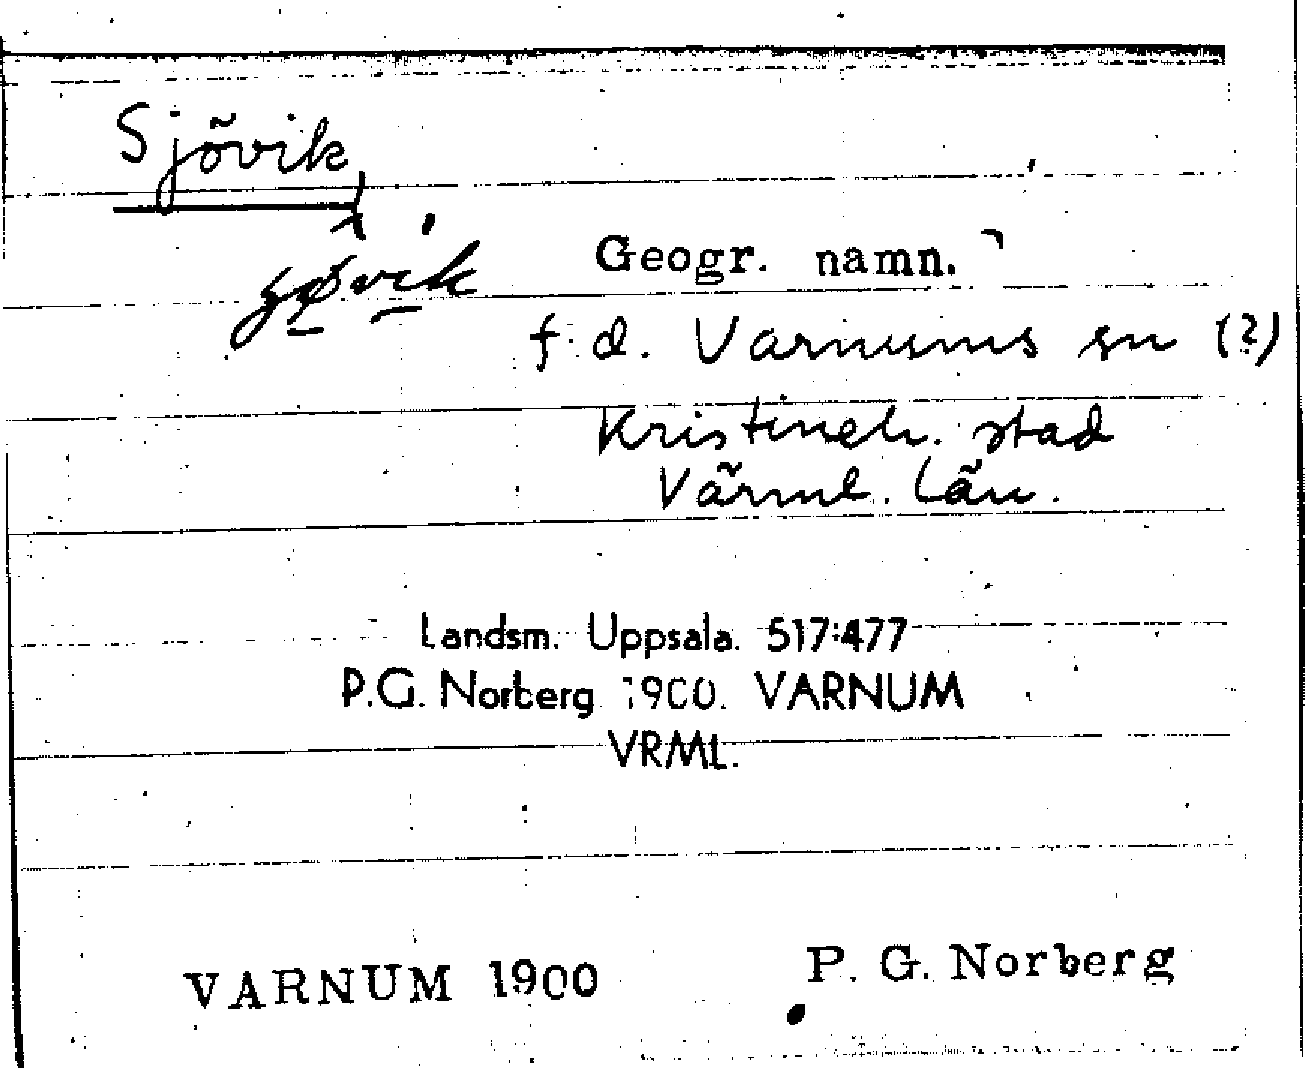 Sjövik
Geogr. namn.
f. d. Varnums sn (?)
Kristineh. stad
Värml. län.
Landsm. Uppsala. 517:477
P.G. Norberg 1900. VARNUM
VRML.
VARNUM 1900 P. G. Norberg